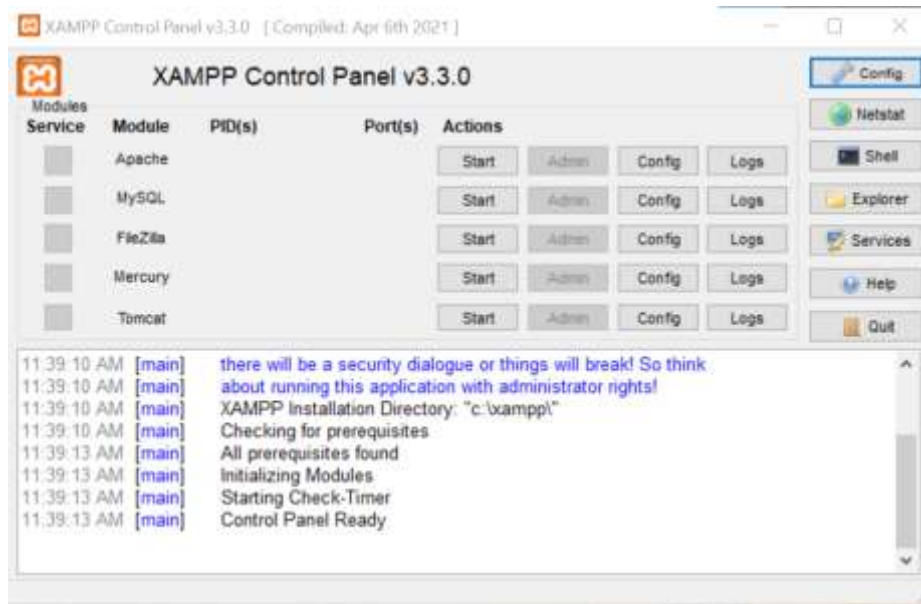 XAMPP Control Panel v3.3.0 [ Compiled: Apr 6th 2021 ]
XAMPP Control Panel v3.3.0
Config
Modules
Service Module PID(s) Port(s) Actions
Netstat
Apache Start Admin Config Logs
Shell
MySQL Start Admin Config Logs
Explorer
FileZilla Start Admin Config Logs
Services
Mercury Start Admin Config Logs
Help
Tomcat Start Admin Config Logs
Quit
11:39:10 AM [main] there will be a security dialogue or things will break! So think
11:39:10 AM [main] about running this application with administrator rights!
11:39:10 AM [main] XAMPP Installation Directory: "c:\xampp\"
11:39:10 AM [main] Checking for prerequisites
11:39:13 AM [main] All prerequisites found
11:39:13 AM [main] Initializing Modules
11:39:13 AM [main] Starting Check-Timer
11:39:13 AM [main] Control Panel Ready